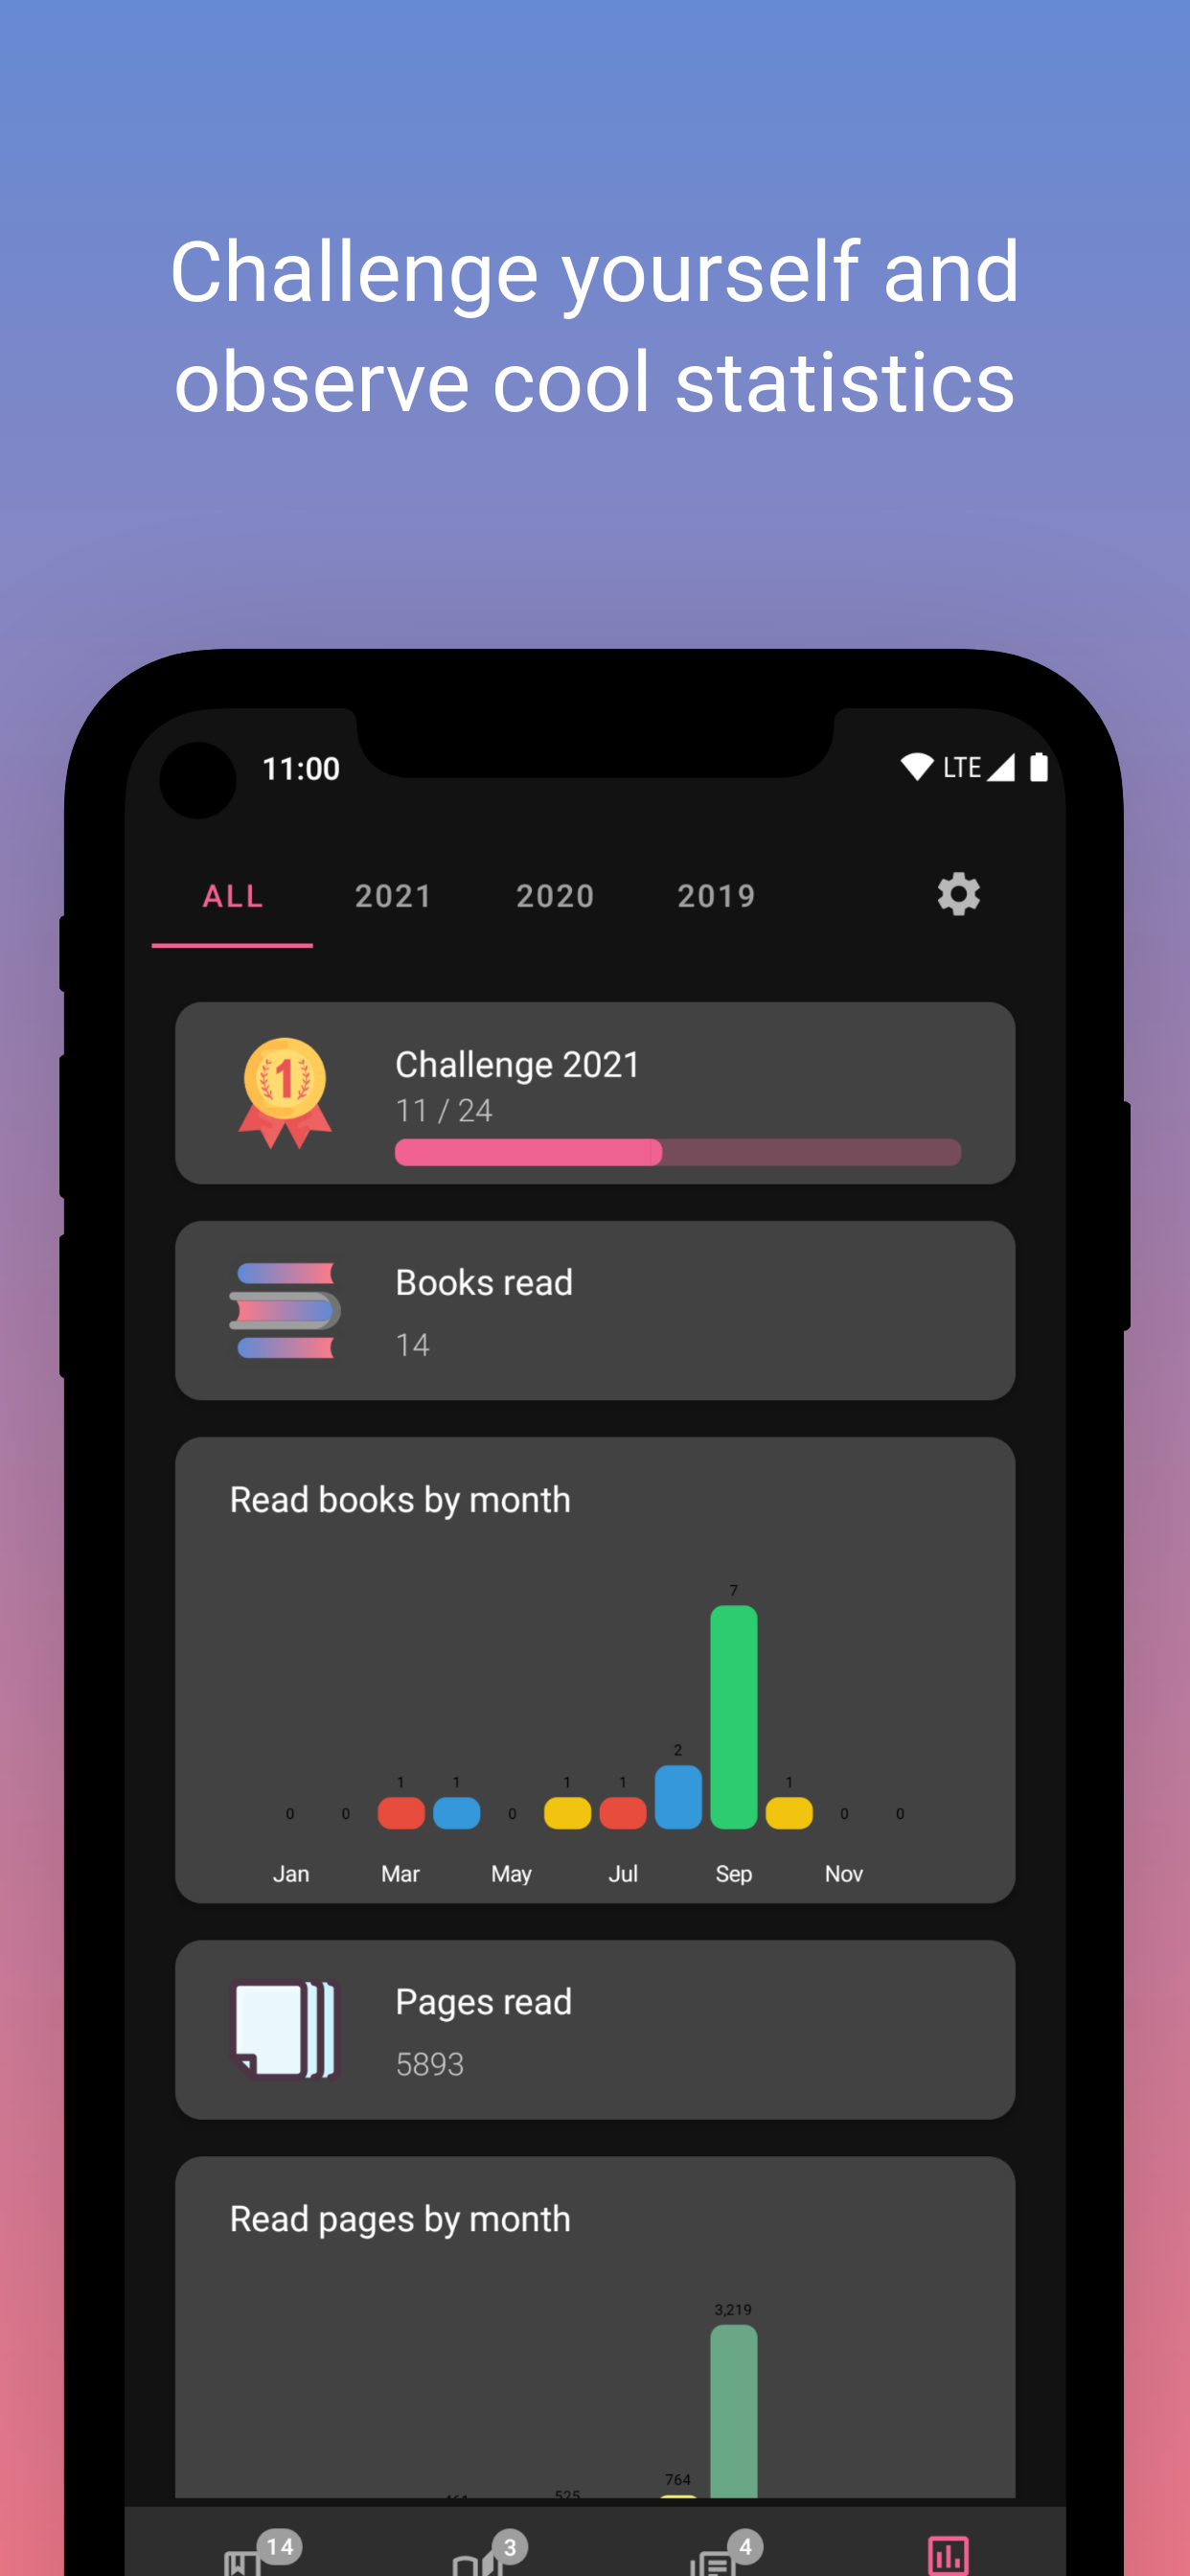 Challenge yourself and
observe cool statistics
11:00 LTE
ALL 2021 2020 2019
1
Challenge 2021
11 / 24
Books read
14
Read books by month
7
2
1 1 1 1 1
0 0 0 0 0
Jan Mar May Jul Sep Nov
Pages read
5893
Read pages by month
3,219
764
525
14 3 4